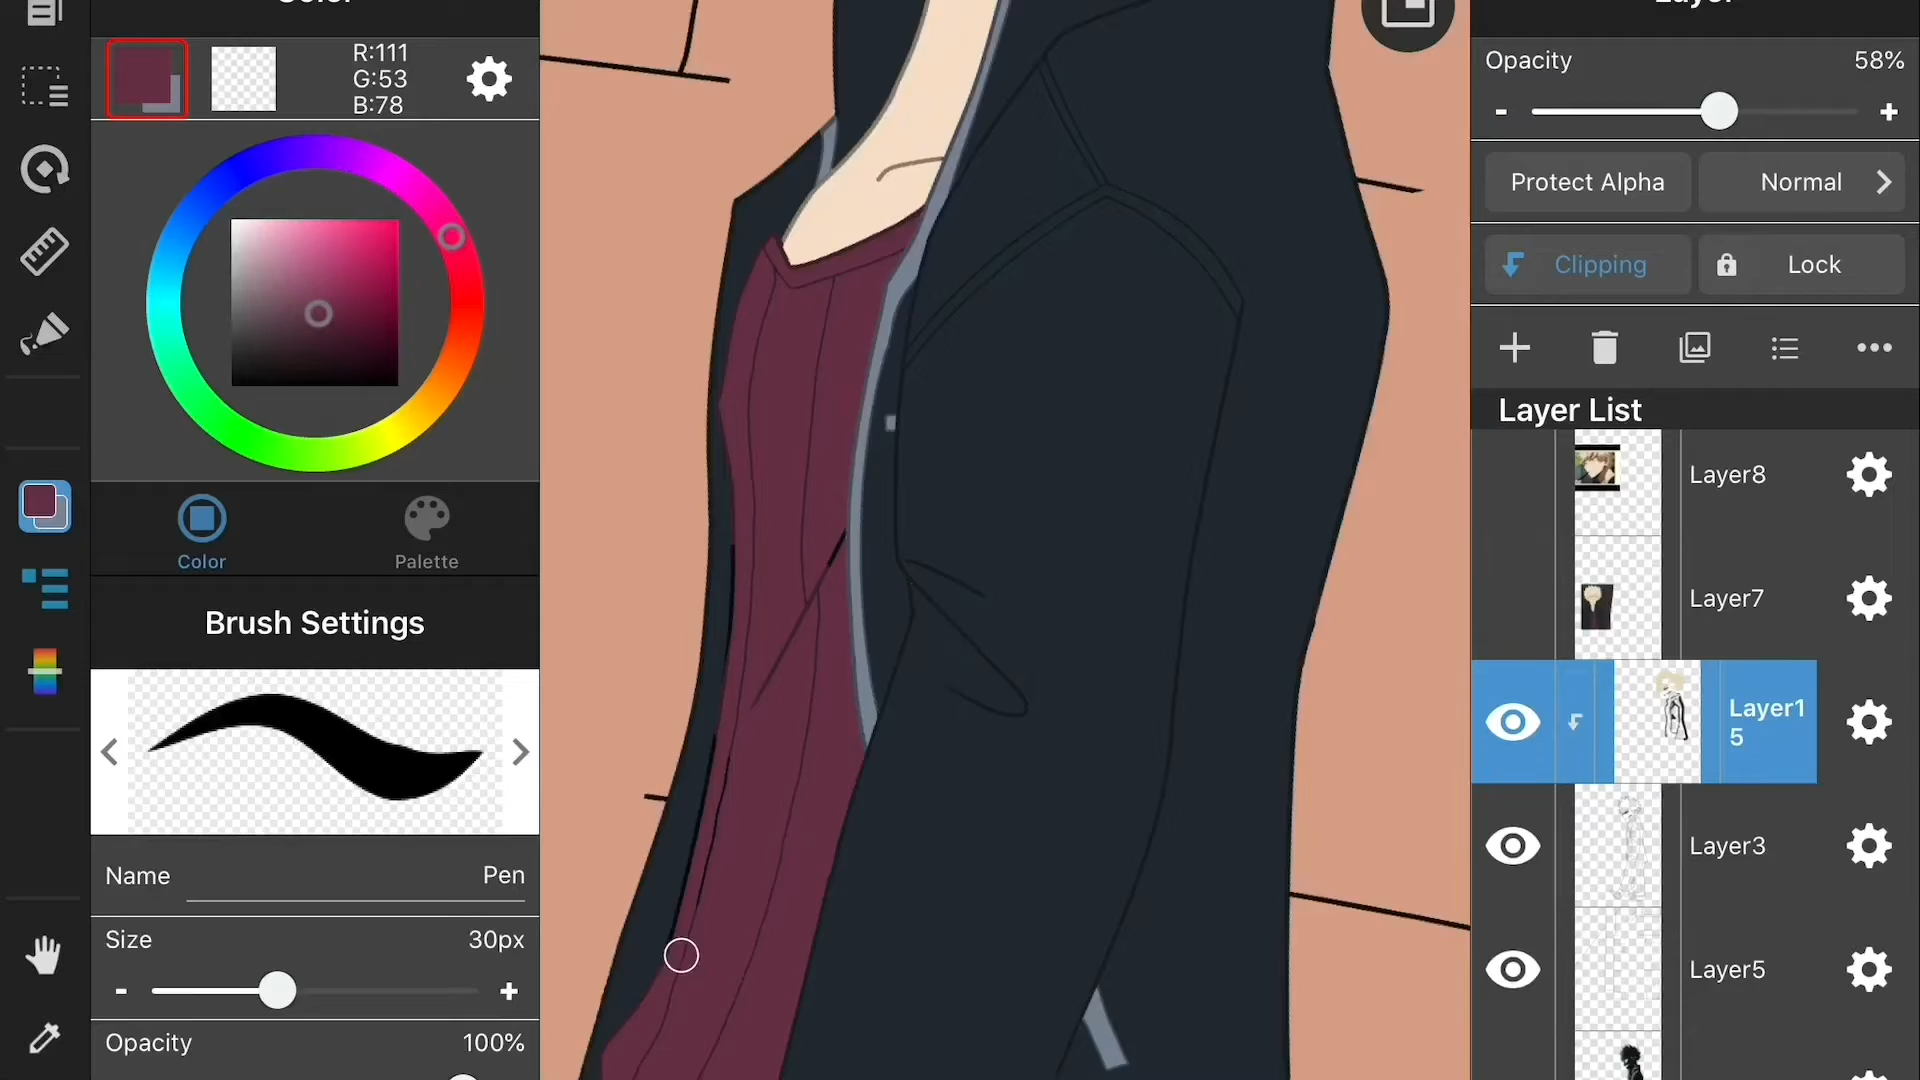 Color
R:111
G:53
B:78
Color
Palette
Brush Settings
Name
Pen
Size
30px
-
+
Opacity
100%
Layer
Opacity
58%
-
+
Protect Alpha
Normal
Clipping
Lock
Layer List
Layer8
Layer7
Layer1
5
Layer3
Layer5